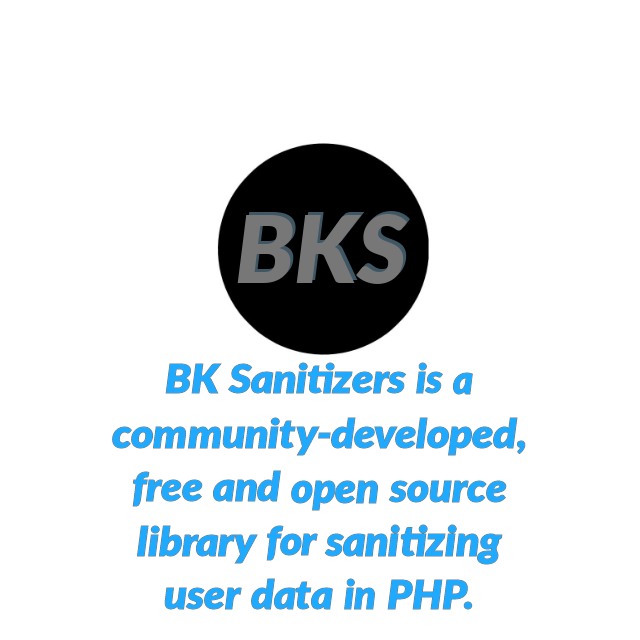 BKS
BK Sanitizers is a
community-developed,
free and open source
library for sanitizing
user data in PHP.